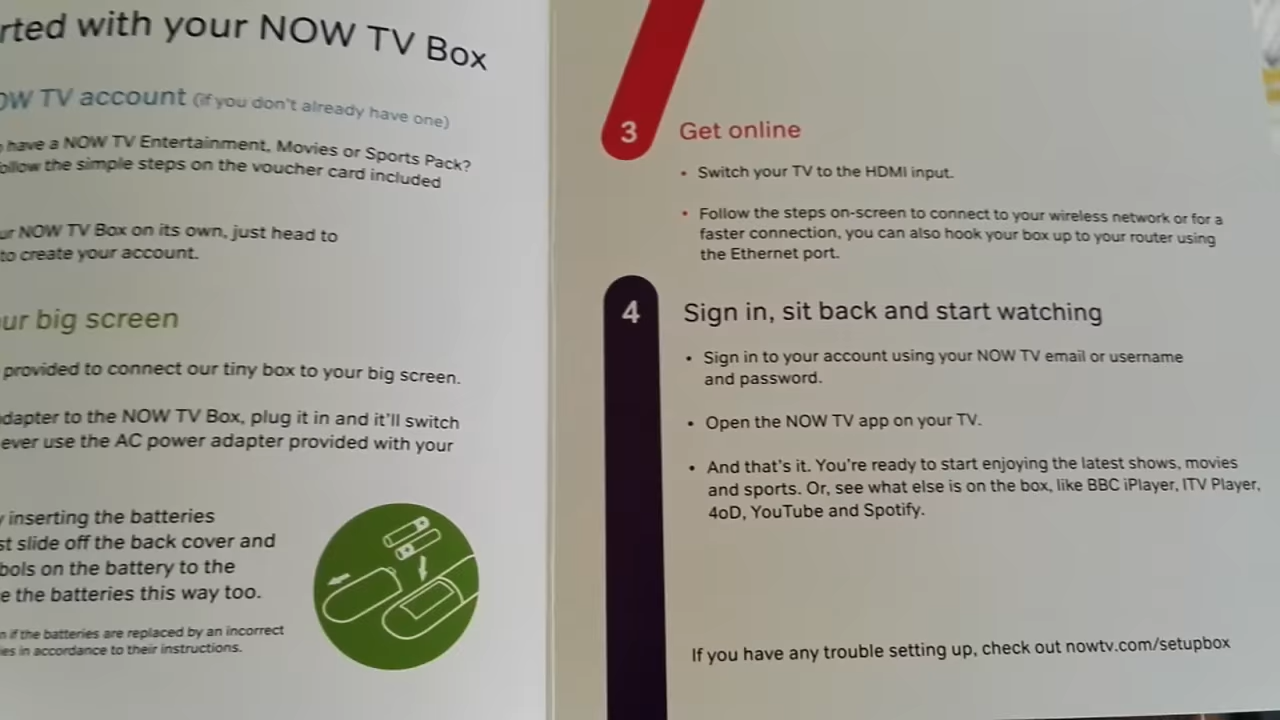 with your NOW TV Box
TV account (if you don't already have one)
have a NOW TV Entertainment, Movies or Sports Pack?
the simple steps on the voucher card included
NOW TV Box on its own, just head to
to create your account.
big screen
provided to connect our tiny box to your big screen.
to the NOW TV Box, plug it in and it'll switch
use the AC power adapter provided with your
inserting the batteries
slide off the back cover and
on the battery to the
the batteries this way too.
if the batteries are replaced by an incorrect
in accordance to their instructions.
3 Get online
• Switch your TV to the HDMI input.
• Follow the steps on-screen to connect to your wireless network or for a
faster connection, you can also hook your box up to your router using
the Ethernet port.
4 Sign in, sit back and start watching
• Sign in to your account using your NOW TV email or username
and password.
• Open the NOW TV app on your TV.
• And that's it. You're ready to start enjoying the latest shows, movies
and sports. Or, see what else is on the box, like BBC iPlayer, ITV Player,
4oD, YouTube and Spotify.
If you have any trouble setting up, check out nowtv.com/setupbox